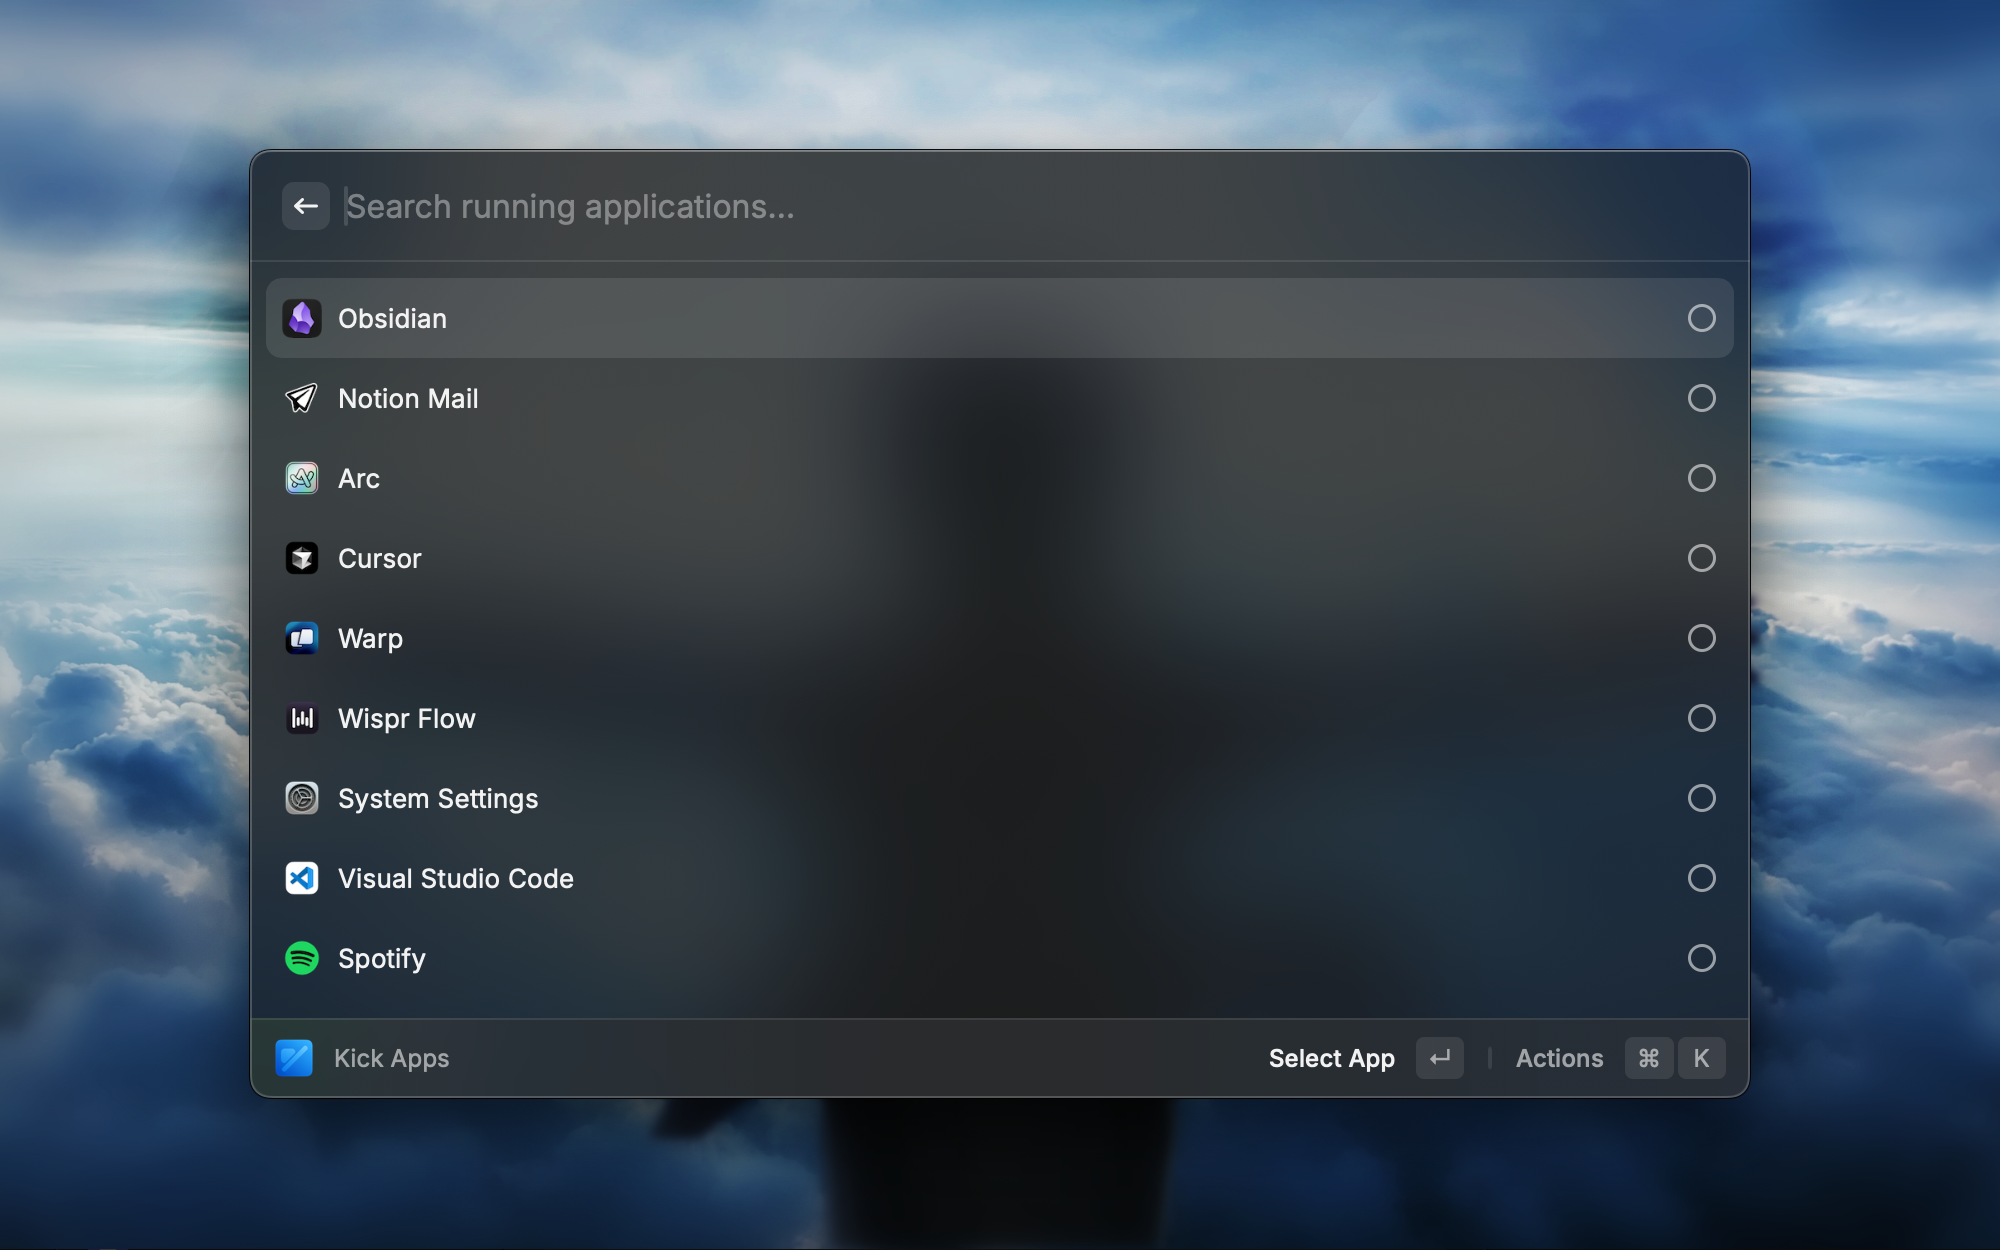 Search running applications...
Obsidian
Notion Mail
Arc
Cursor
Warp
Wispr Flow
System Settings
Visual Studio Code
Spotify
Kick Apps
Select App ↵ Actions ⌘ K